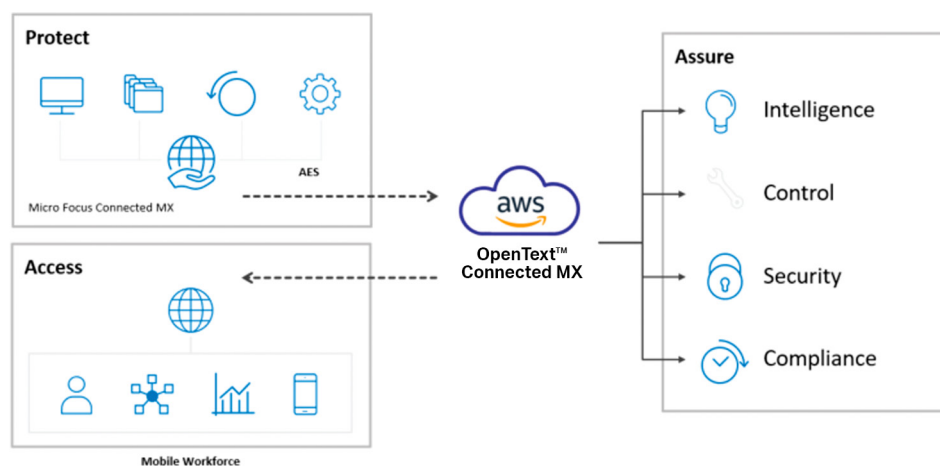 Protect
AES
Micro Focus Connected MX
Access
Mobile Workforce
aws
OpenText™
Connected MX
Assure
Intelligence
Control
Security
Compliance